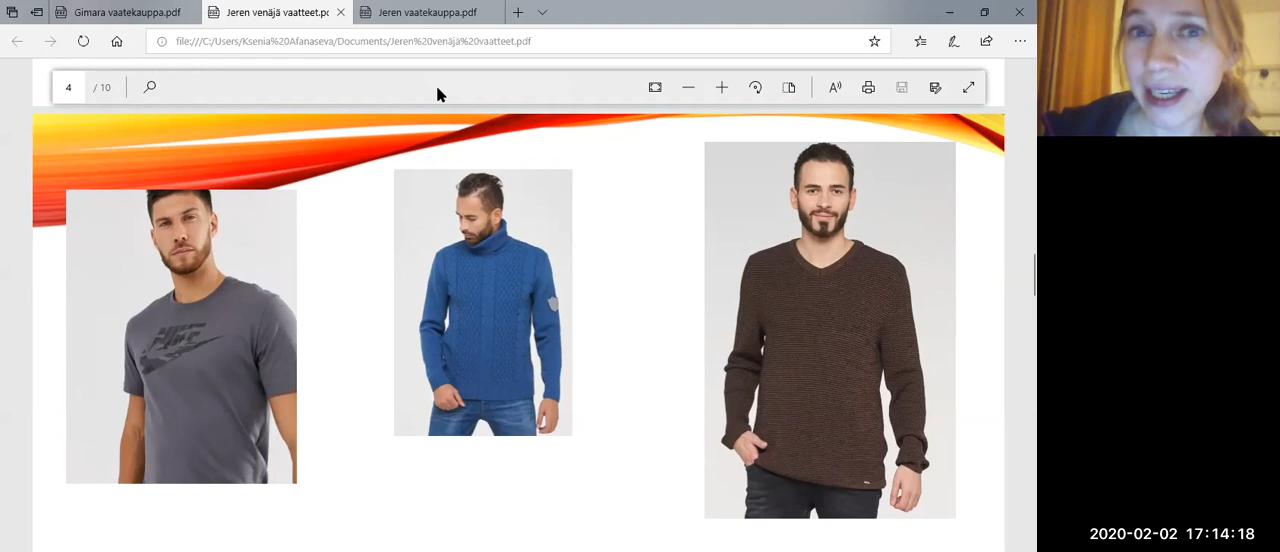 Gimara vaatekauppa.pdf
Jeren venäjä vaatteet.pc
Jeren vaatekauppa.pdf
file:///C:/Users/Ksenia%20Afanaseva/Documents/Jeren%20venäjä%20vaatteet.pdf
4 / 10
2020-02-02 17:14:18